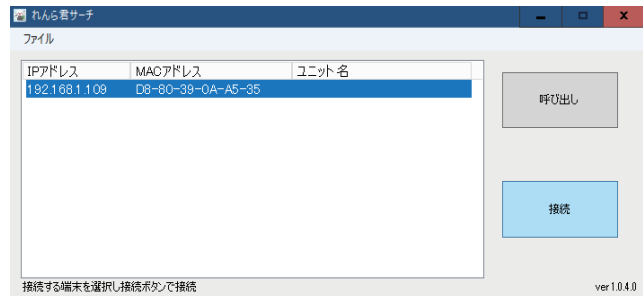 れんら君サーチ
ファイル
IPアドレス MACアドレス ユニット名
192.168.1.109 D8-80-39-0A-A5-35
呼び出し
接続
接続する端末を選択し接続ボタンで接続
ver1.0.4.0